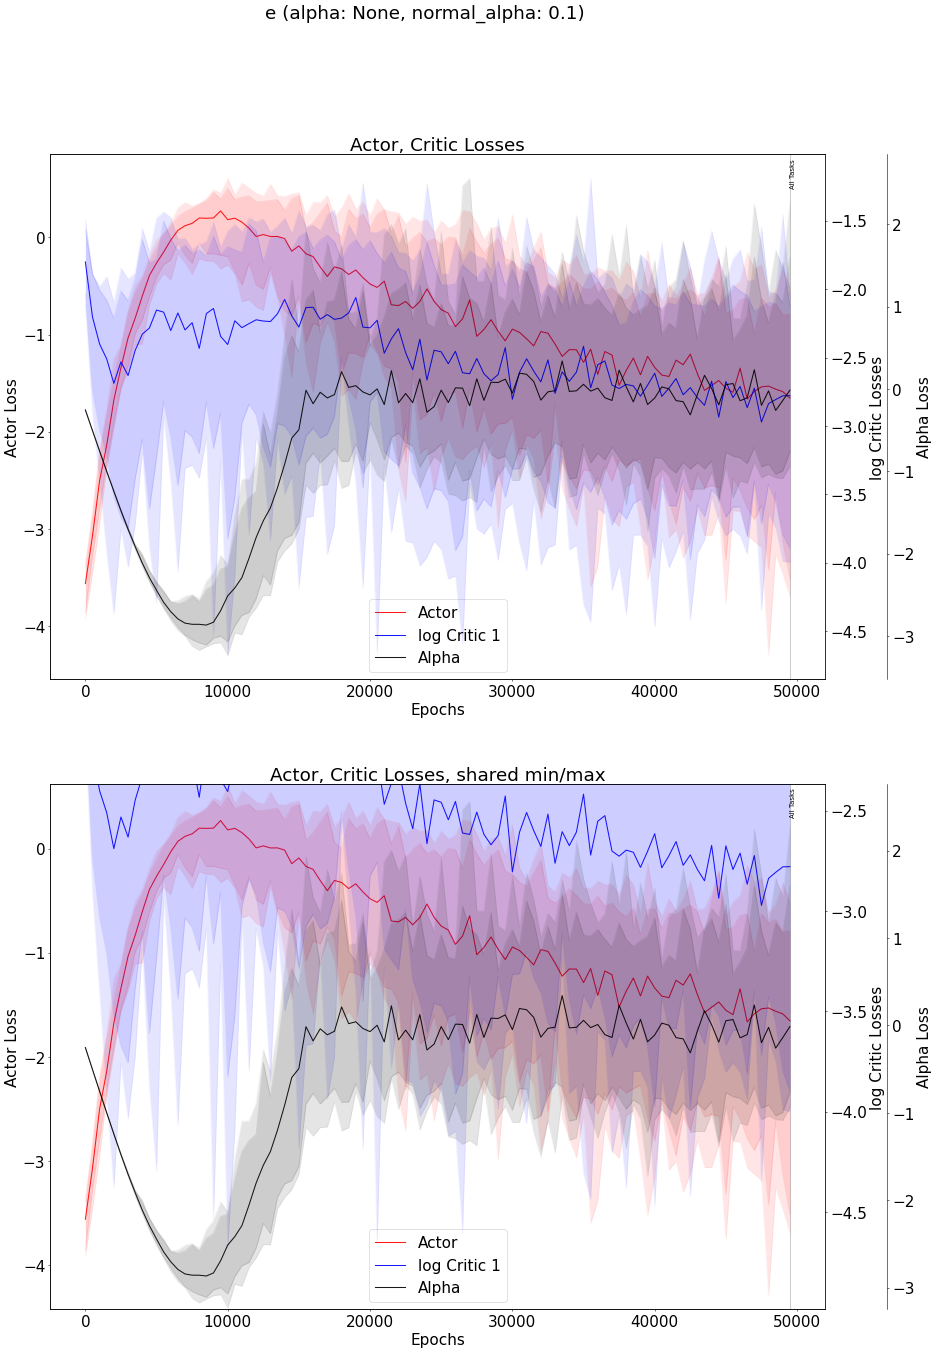 e (alpha: None, normal_alpha: 0.1)
Actor, Critic Losses
All Tasks
0
−1
−2
−3
−4
Actor Loss
−1.5
−2.0
−2.5
−3.0
−3.5
−4.0
−4.5
log Critic Losses
2
1
0
−1
−2
−3
Alpha Loss
Actor
log Critic 1
Alpha
0 10000 20000 30000 40000 50000
Epochs
Actor, Critic Losses, shared min/max
All Tasks
0
−1
−2
−3
−4
Actor Loss
−2.5
−3.0
−3.5
−4.0
−4.5
log Critic Losses
2
1
0
−1
−2
−3
Alpha Loss
Actor
log Critic 1
Alpha
0 10000 20000 30000 40000 50000
Epochs